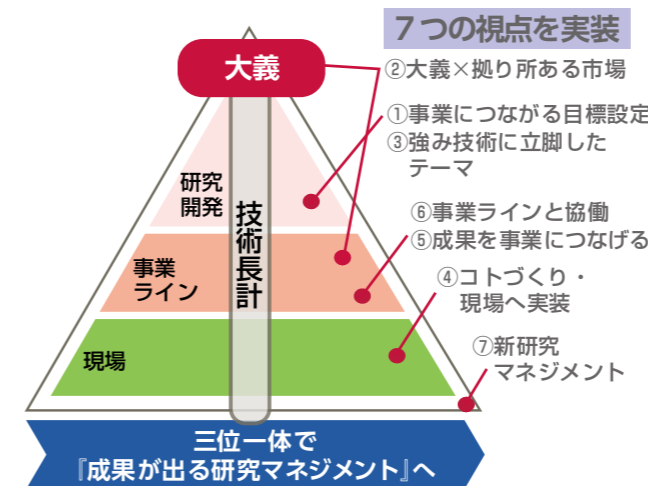 7つの視点を実装
大義
②大義×拠り所ある市場
①事業につながる目標設定
③強み技術に立脚した
テーマ
研究
開発
技術長計
⑥事業ラインと協働
⑤成果を事業につなげる
事業
ライン
④コトづくり・
現場へ実装
現場
⑦新研究
マネジメント
三位一体で
『成果が出る研究マネジメント』へ